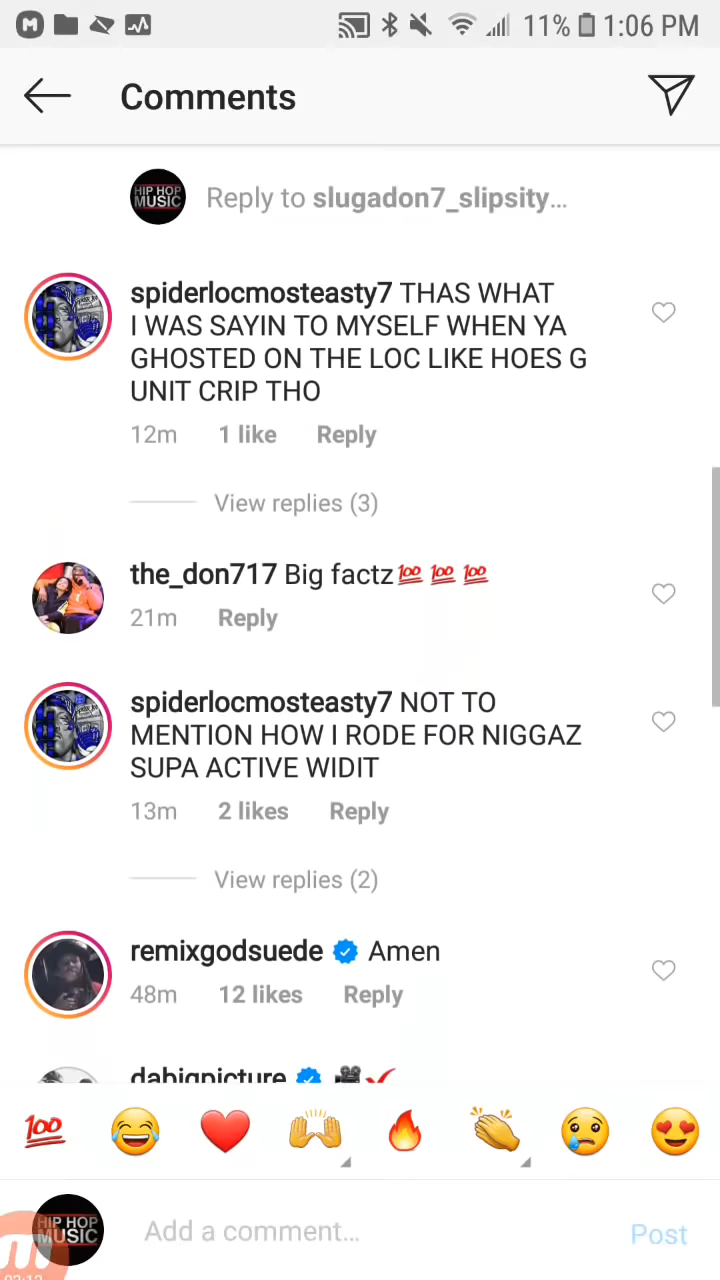 11% 1:06 PM
Comments
HIP HOP
MUSIC
Reply to slugadon7_slipsity...
spiderlocmosteasty7 THAS WHAT
I WAS SAYIN TO MYSELF WHEN YA
GHOSTED ON THE LOC LIKE HOES G
UNIT CRIP THO
12m 1 like Reply
View replies (3)
the_don717 Big factz💯💯💯
21m Reply
spiderlocmosteasty7 NOT TO
MENTION HOW I RODE FOR NIGGAZ
SUPA ACTIVE WIDIT
13m 2 likes Reply
View replies (2)
remixgodsuede Amen
48m 12 likes Reply
dabigpicture 🎥✔
💯 😂 ❤️ 🙌 🔥 👏 😢 😍
HIP HOP
MUSIC
Add a comment...
Post